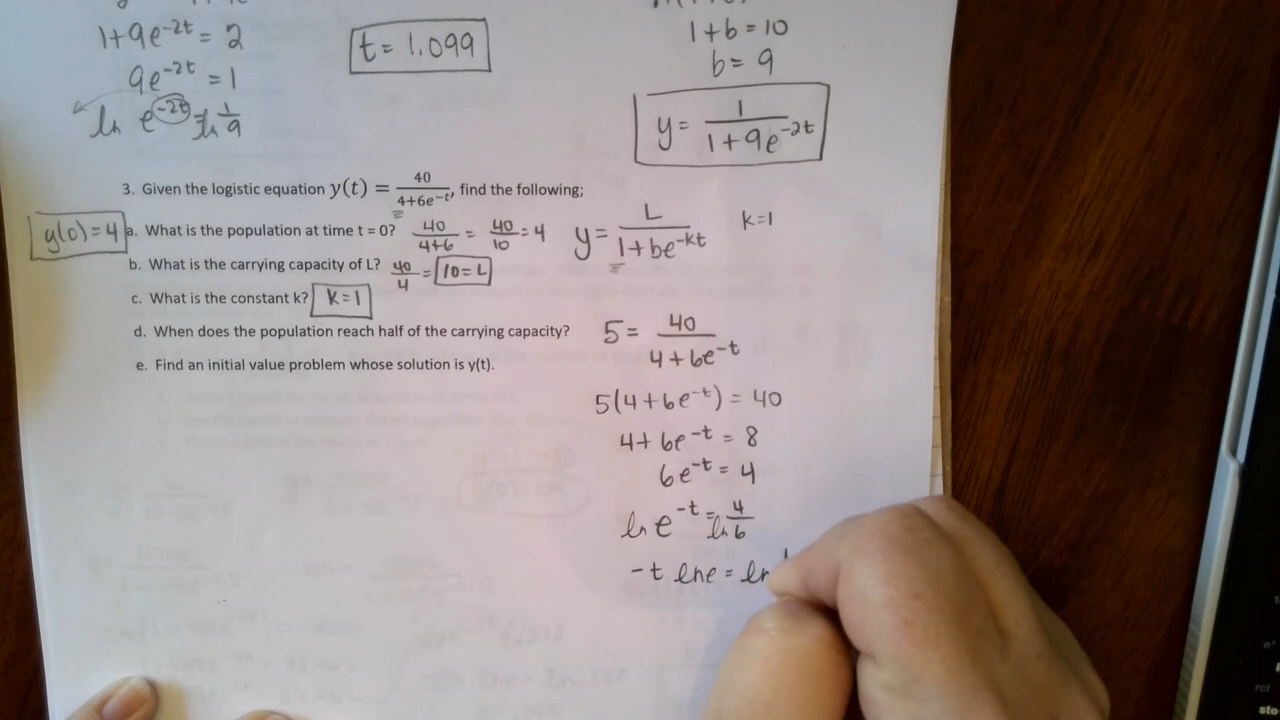 1+9e^-2t = 2
9e^-2t = 1
ln e^-2t = ln 1/9
t = 1.099
1+b = 10
b = 9
y = 1/(1+9e^-2t)
3. Given the logistic equation y(t) = 40/(4+6e^-t), find the following;
y(0) = 4
a. What is the population at time t = 0? 40/(4+6) = 40/10 = 4
y = L/(1+be^-kt)
k=1
b. What is the carrying capacity of L? 40/4 = 10 = L
c. What is the constant k? k=1
d. When does the population reach half of the carrying capacity?
e. Find an initial value problem whose solution is y(t).
5 = 40/(4+6e^-t)
5(4+6e^-t) = 40
4+6e^-t = 8
6e^-t = 4
ln e^-t = ln 4/6
-t lne = ln
sto